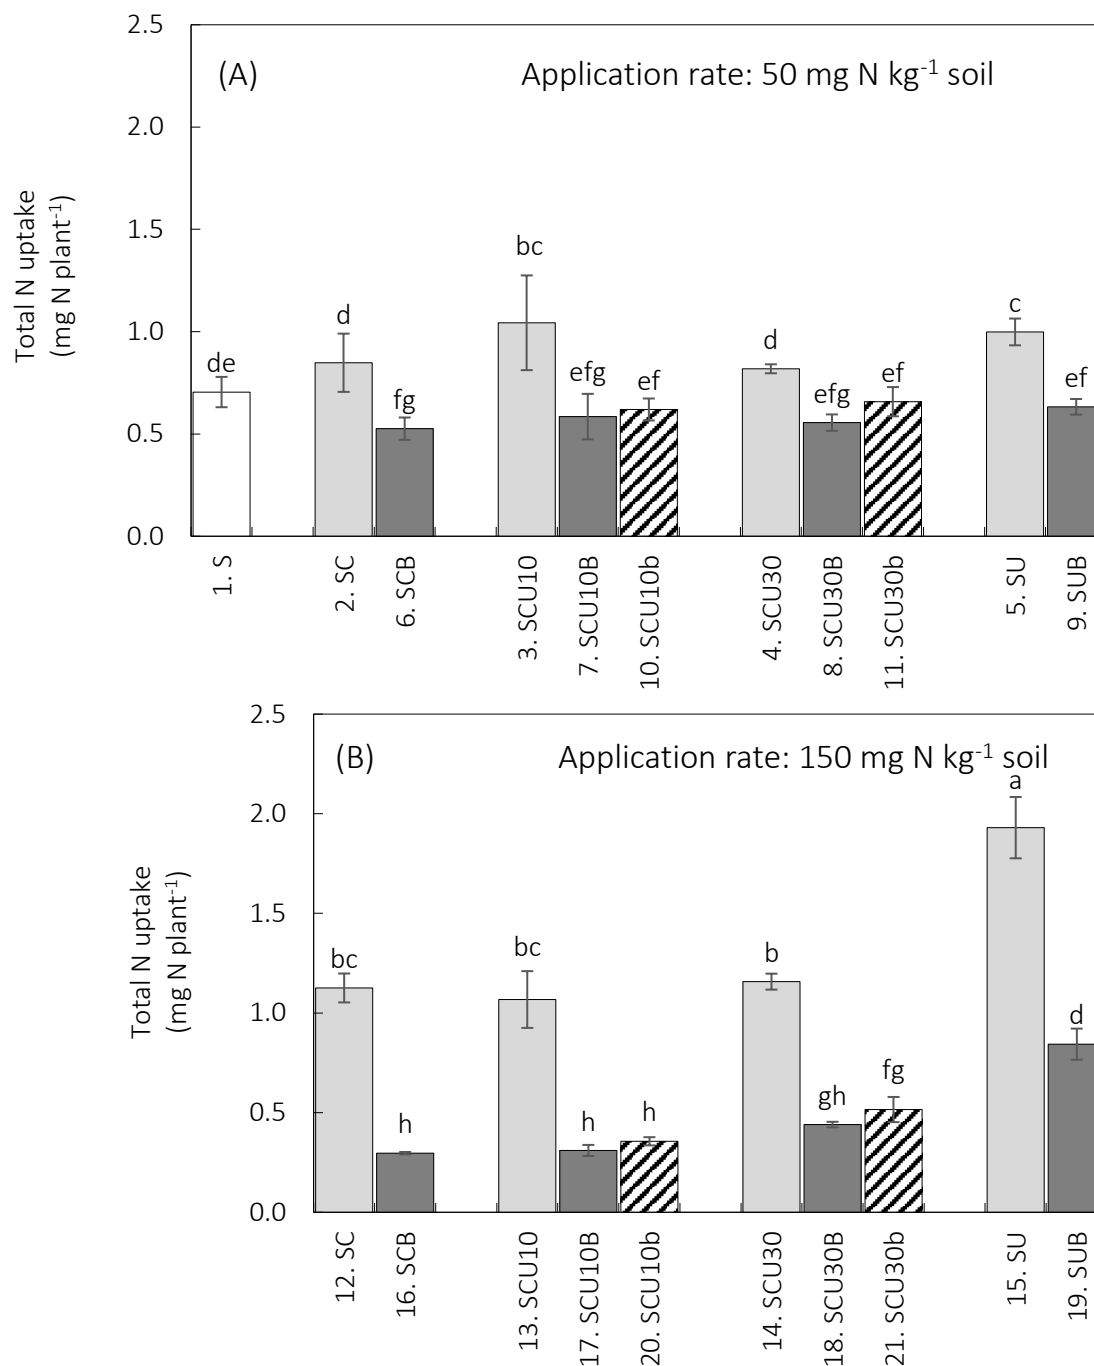 2.5
(A)
Application rate: 50 mg N kg⁻¹ soil
2.0
Total N uptake
(mg N plant⁻¹)
1.5
bc
1.0
d
d
c
de
fg
efg
ef
efg
ef
ef
0.5
0.0
1. S
2. SC
6. SCB
3. SCU10
7. SCU10B
10. SCU10b
4. SCU30
8. SCU30B
11. SCU30b
5. SU
9. SUB
2.5
(B)
Application rate: 150 mg N kg⁻¹ soil
a
2.0
Total N uptake
(mg N plant⁻¹)
1.5
bc
bc
b
1.0
d
h
h
h
gh
fg
0.5
0.0
12. SC
16. SCB
13. SCU10
17. SCU10B
20. SCU10b
14. SCU30
18. SCU30B
21. SCU30b
15. SU
19. SUB